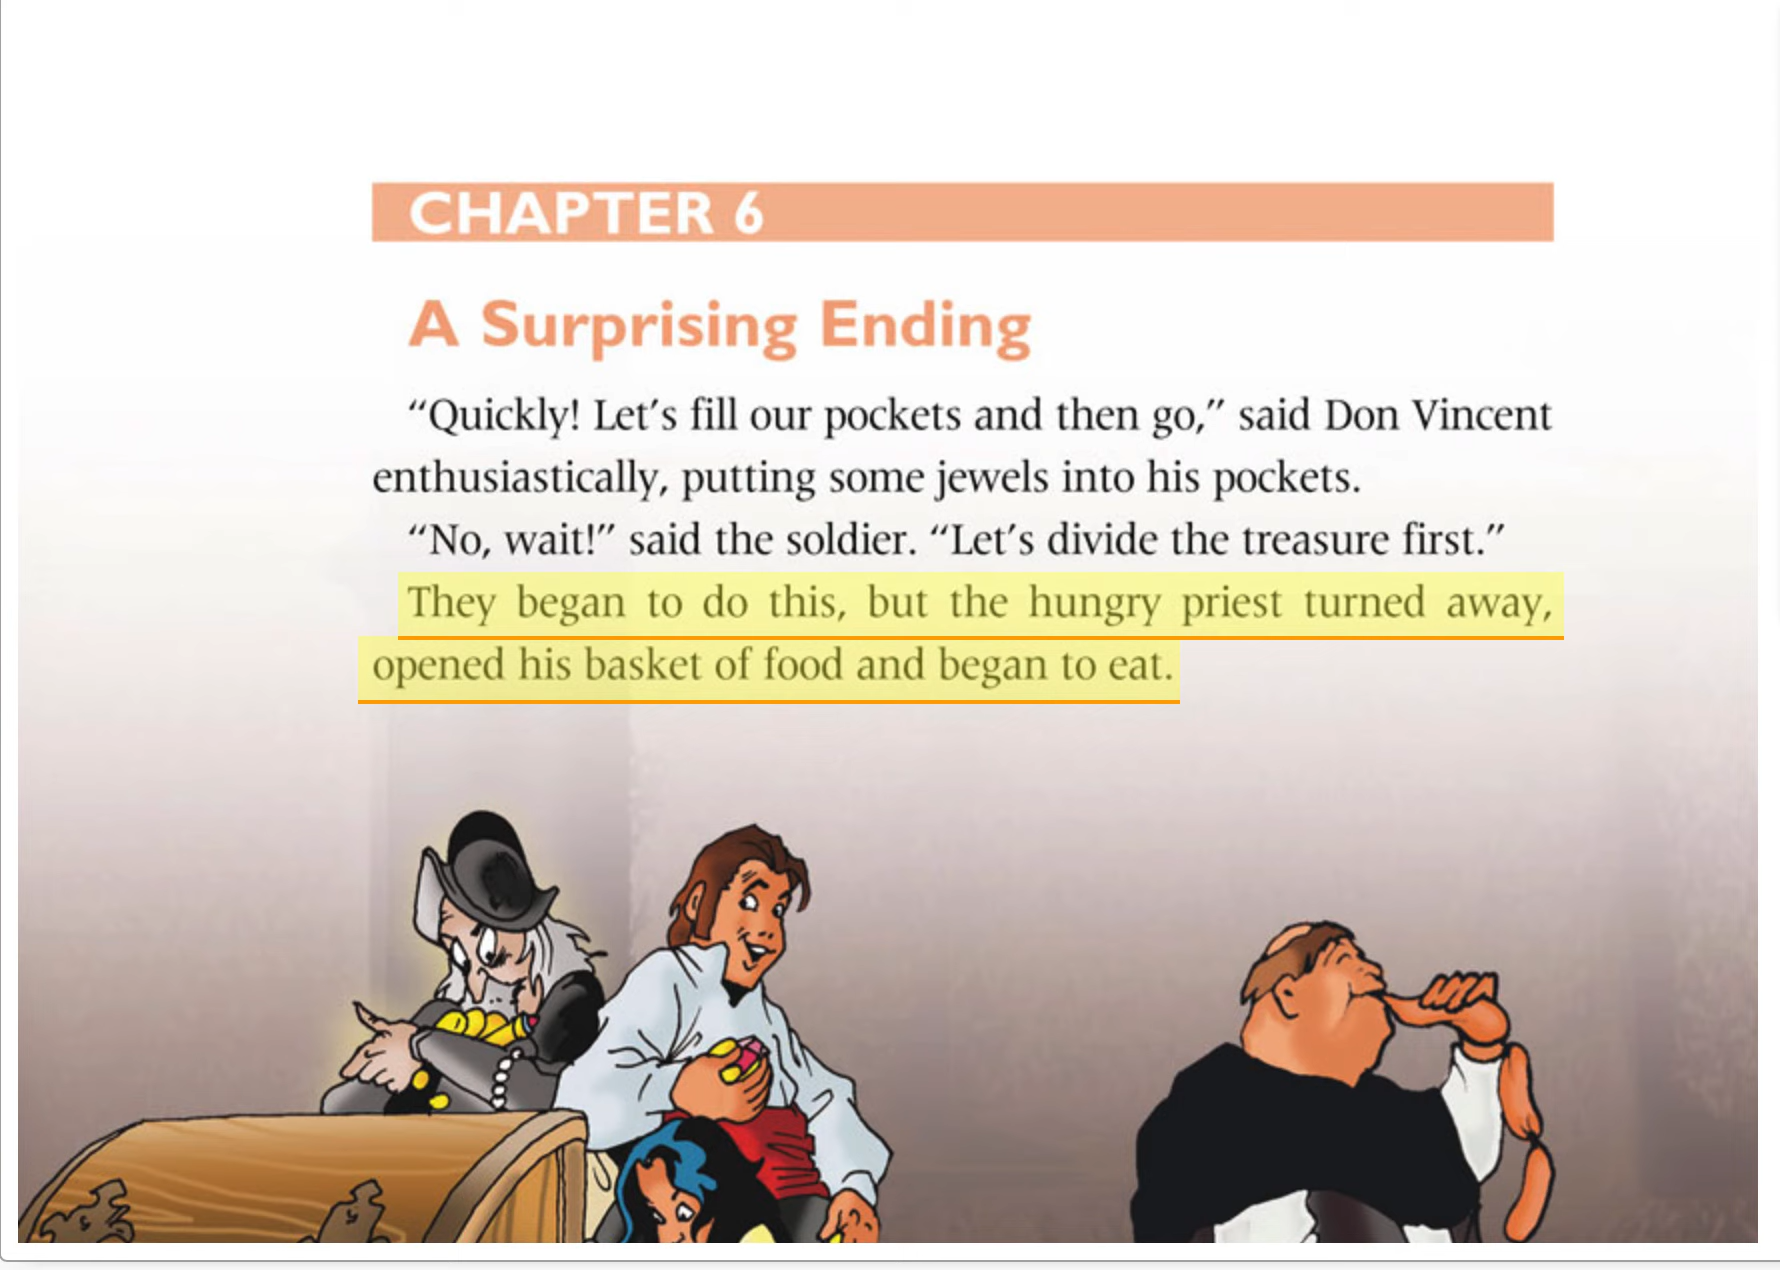 CHAPTER 6
A Surprising Ending
“Quickly! Let’s fill our pockets and then go,” said Don Vincent
enthusiastically, putting some jewels into his pockets.
“No, wait!” said the soldier. “Let’s divide the treasure first.”
They began to do this, but the hungry priest turned away,
opened his basket of food and began to eat.